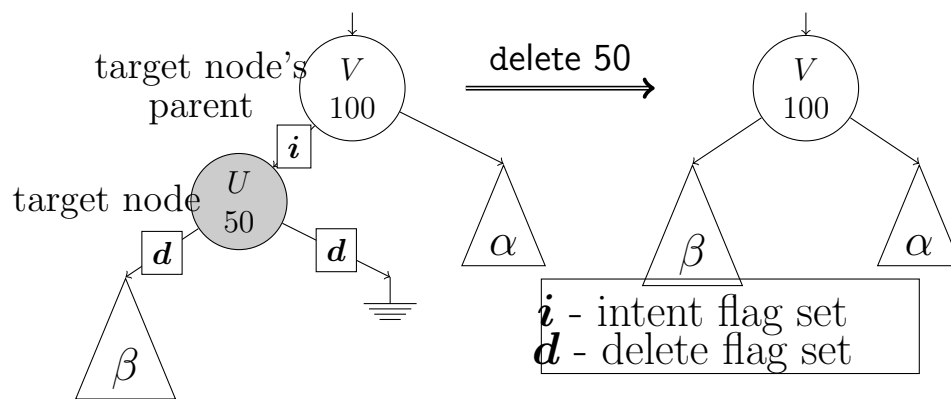 target node's
parent
V
100
delete 50
V
100
i
target node
U
50
d
d
α
β
α
β
i - intent flag set
d - delete flag set